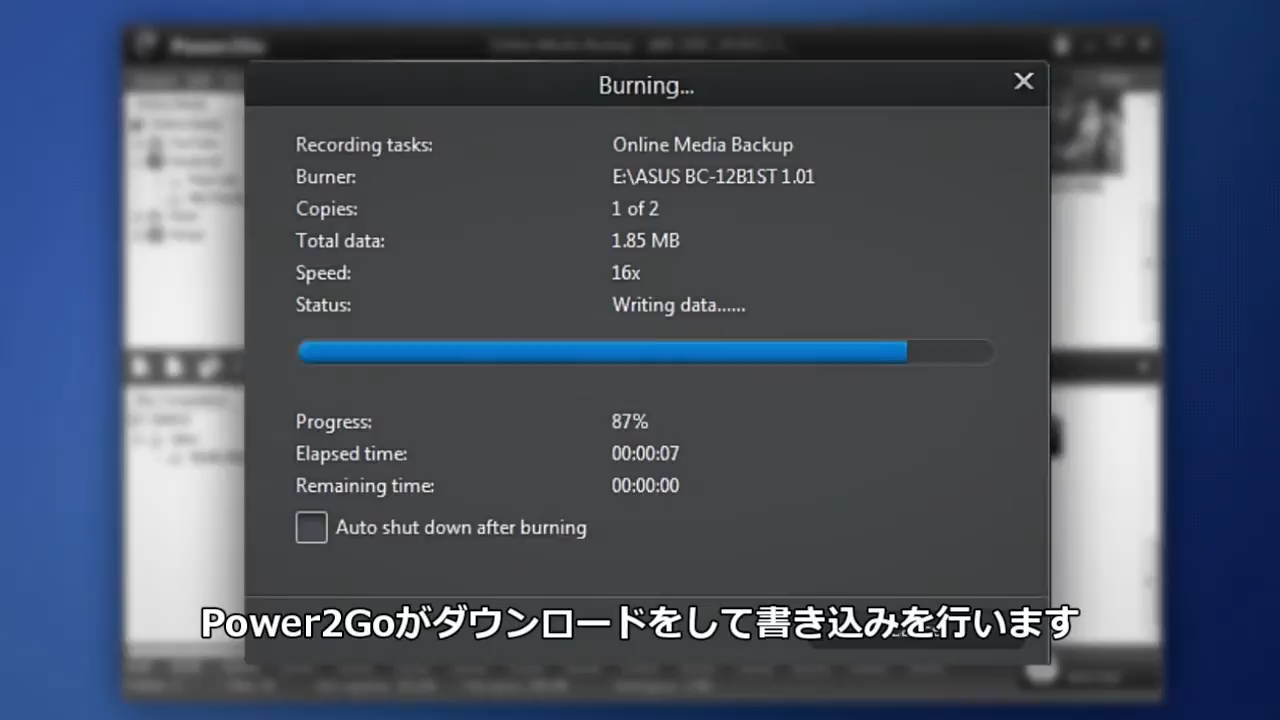 Power2Go
Burning...
Recording tasks: Online Media Backup
Burner: E:\ASUS BC-12B1ST 1.01
Copies: 1 of 2
Total data: 1.85 MB
Speed: 16x
Status: Writing data......
Progress: 87%
Elapsed time: 00:00:07
Remaining time: 00:00:00
Auto shut down after burning
Power2Goがダウンロードをして書き込みを行います